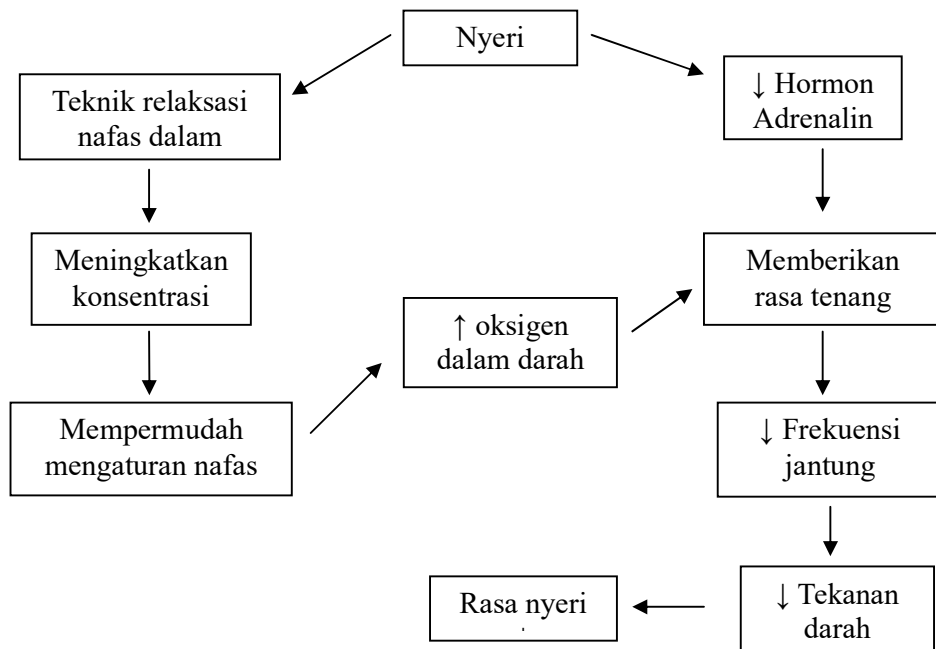 Nyeri
Teknik relaksasi
nafas dalam
↓ Hormon
Adrenalin
Meningkatkan
konsentrasi
Memberikan
rasa tenang
↑ oksigen
dalam darah
Mempermudah
mengaturan nafas
↓ Frekuensi
jantung
Rasa nyeri
↓ Tekanan
darah